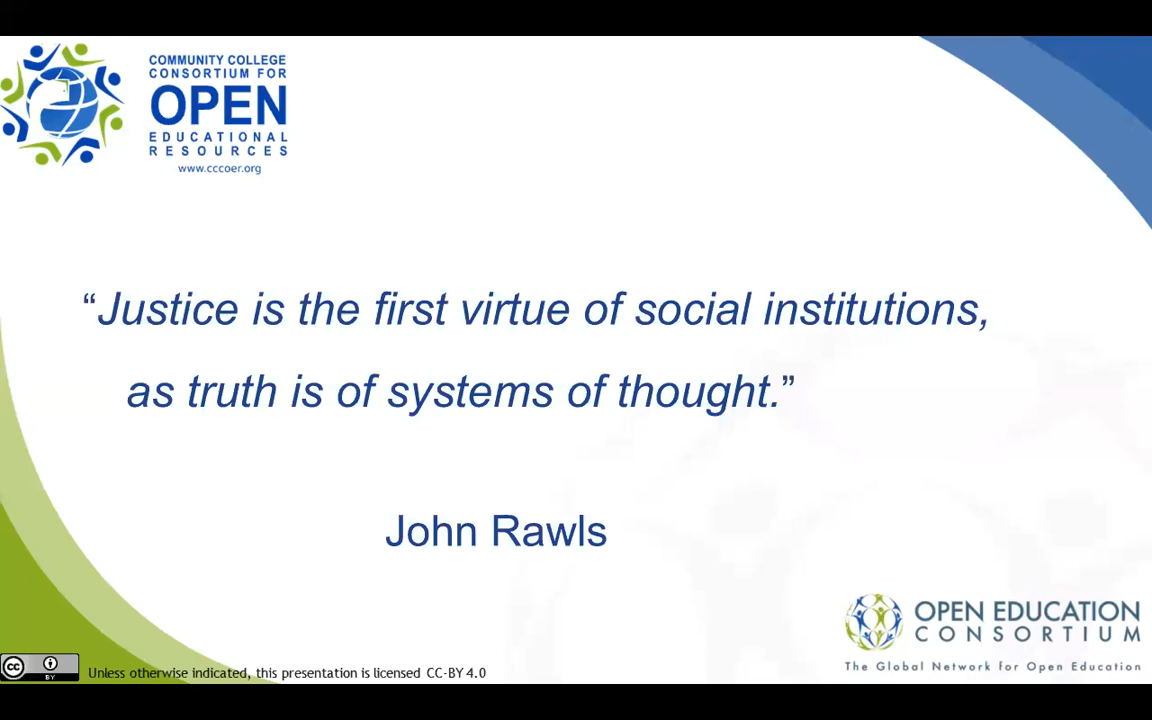 COMMUNITY COLLEGE
CONSORTIUM FOR
OPEN
EDUCATIONAL
RESOURCES
www.cccoer.org
“Justice is the first virtue of social institutions,
as truth is of systems of thought.”
John Rawls
OPEN EDUCATION
CONSORTIUM
The Global Network for Open Education
cc BY
Unless otherwise indicated, this presentation is licensed CC-BY 4.0